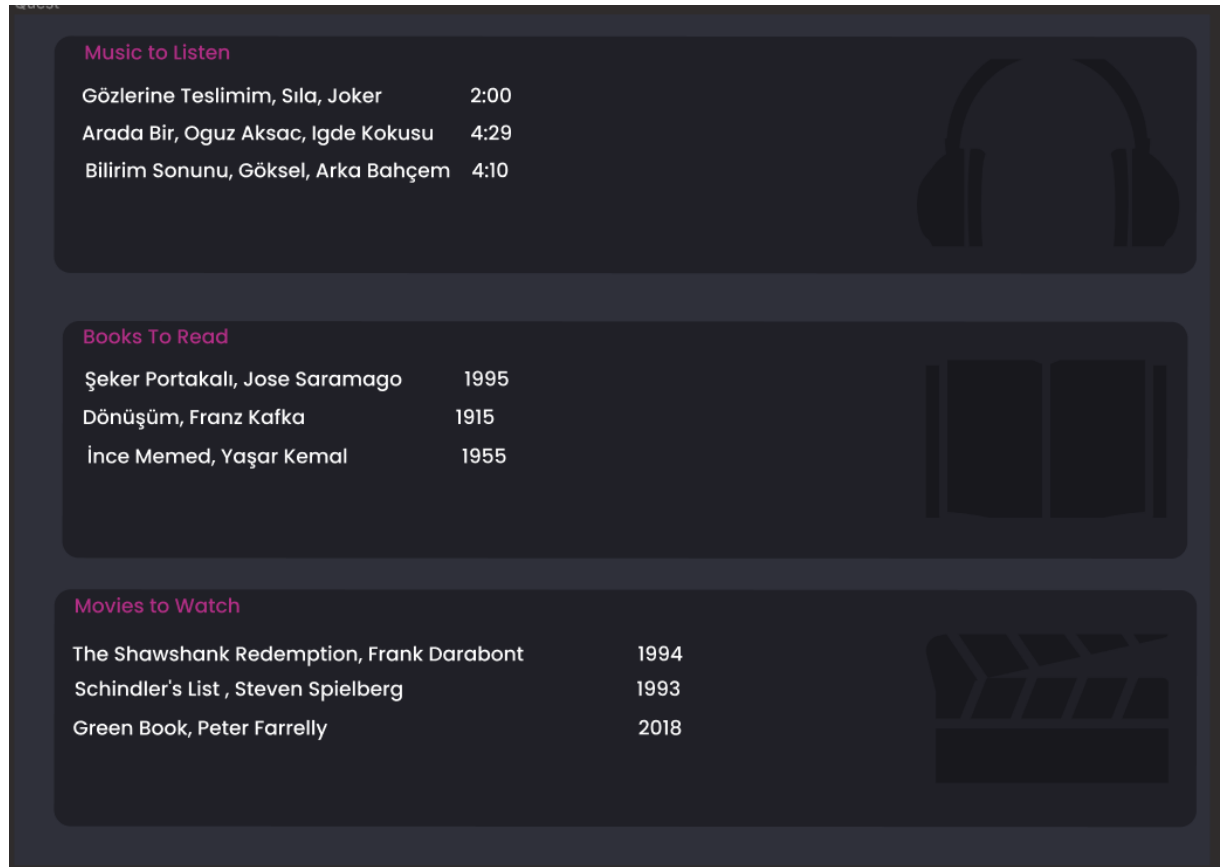 Quest
Music to Listen
Gözlerine Teslimim, Sıla, Joker 2:00
Arada Bir, Oguz Aksac, Igde Kokusu 4:29
Bilirim Sonunu, Göksel, Arka Bahçem 4:10
Books To Read
Şeker Portakalı, Jose Saramago 1995
Dönüşüm, Franz Kafka 1915
İnce Memed, Yaşar Kemal 1955
Movies to Watch
The Shawshank Redemption, Frank Darabont 1994
Schindler's List , Steven Spielberg 1993
Green Book, Peter Farrelly 2018